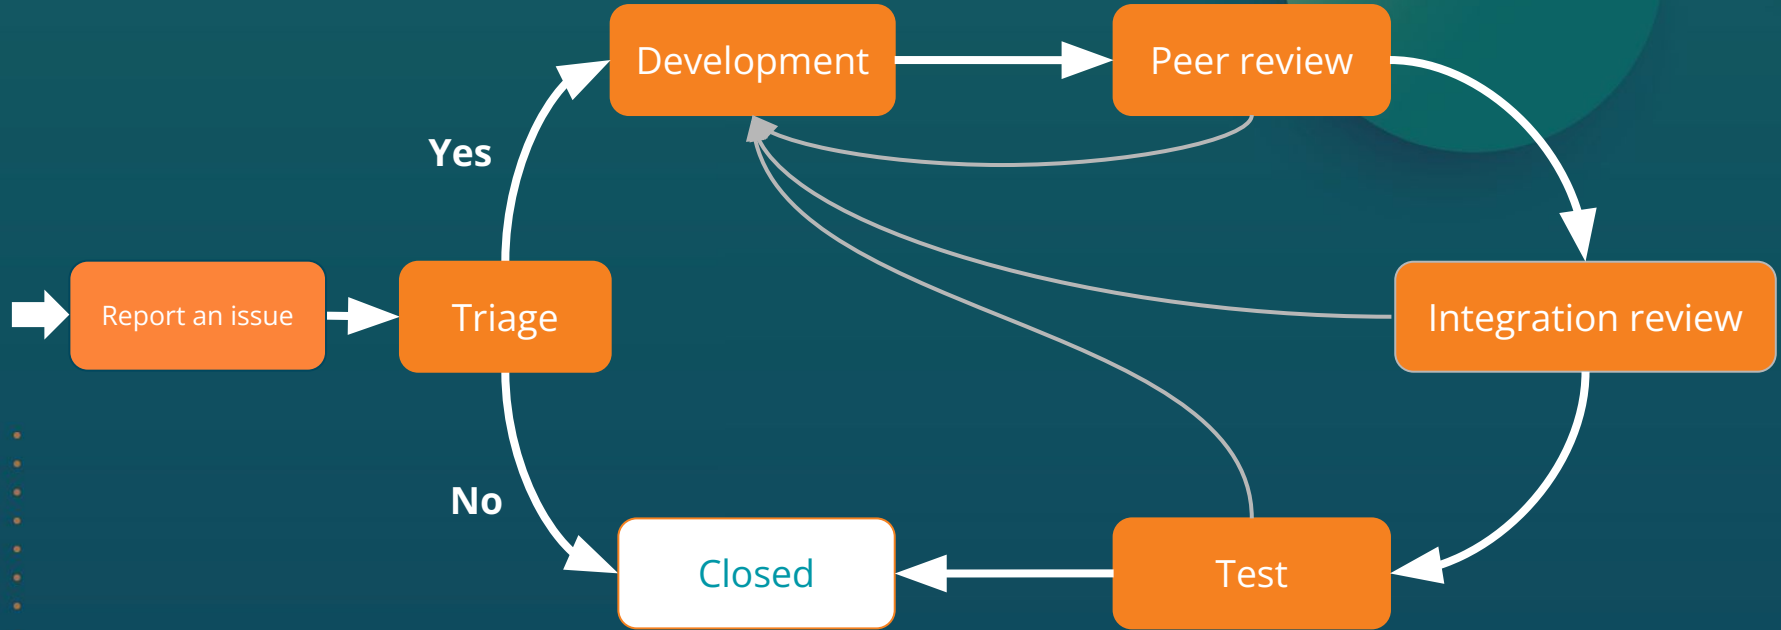 Development
Peer review
Yes
Report an issue
Triage
Integration review
No
Closed
Test